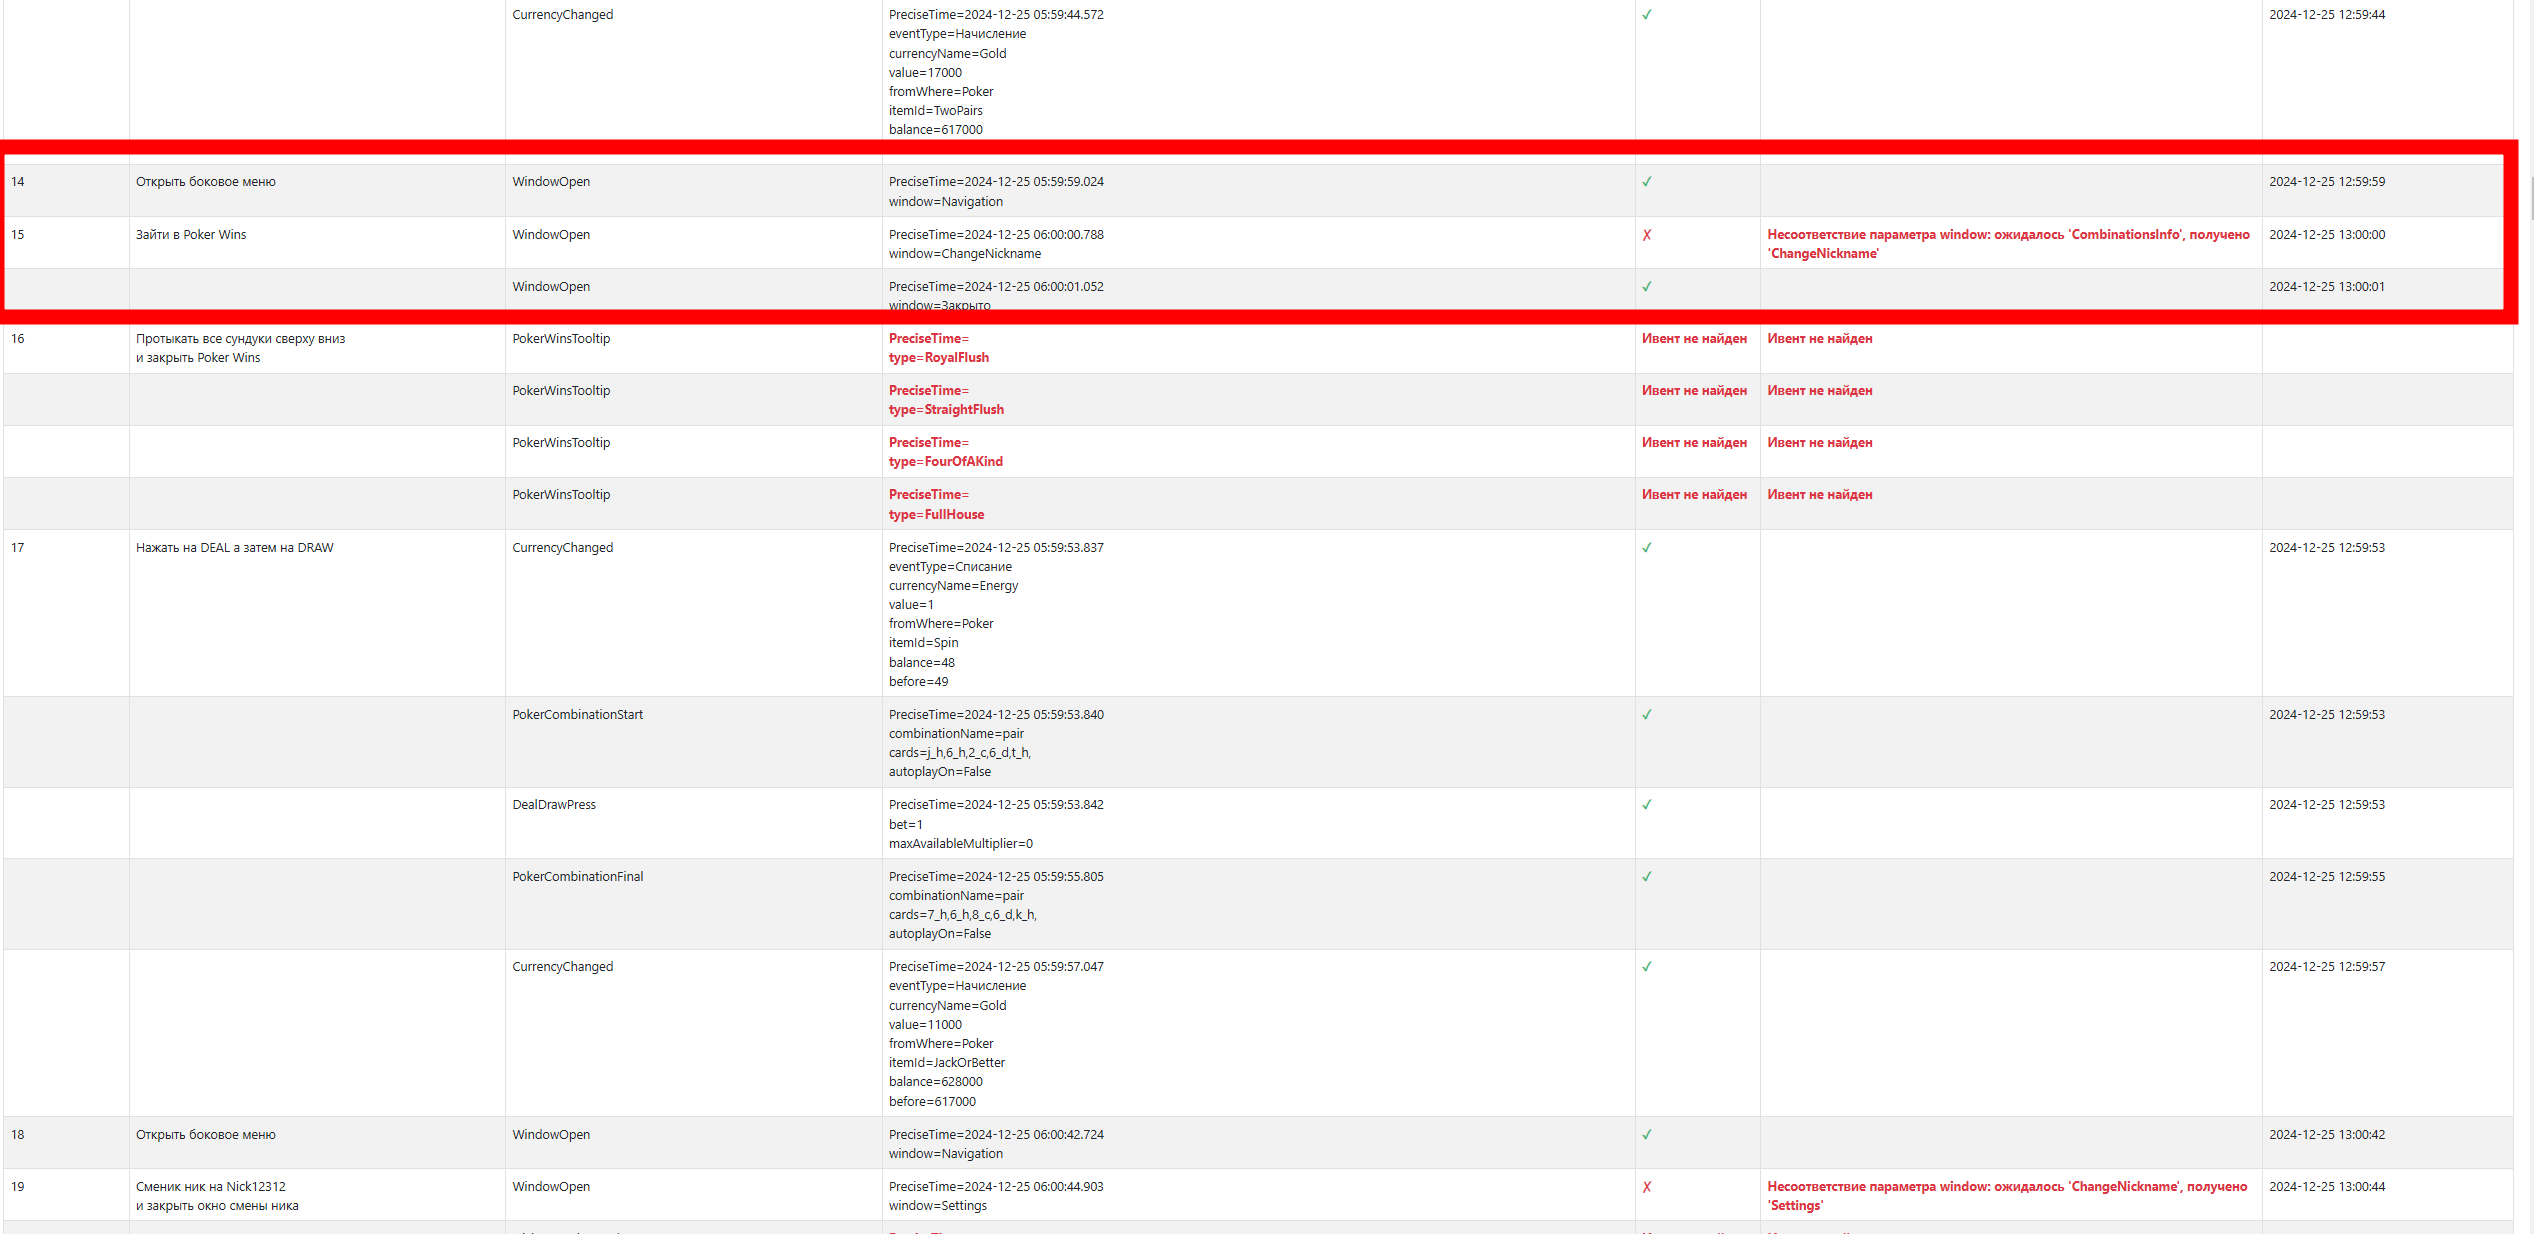 CurrencyChanged PreciseTime=2024-12-25 05:59:44.572 ✓ 2024-12-25 12:59:44
eventType=Начисление
currencyName=Gold
value=17000
fromWhere=Poker
itemId=TwoPairs
balance=617000
14 Открыть боковое меню WindowOpen PreciseTime=2024-12-25 05:59:59.024 ✓ 2024-12-25 12:59:59
window=Navigation
15 Зайти в Poker Wins WindowOpen PreciseTime=2024-12-25 06:00:00.788 ✗ Несоответствие параметра window: ожидалось 'CombinationsInfo', получено 2024-12-25 13:00:00
window=ChangeNickname 'ChangeNickname'
WindowOpen PreciseTime=2024-12-25 06:00:01.052 ✓ 2024-12-25 13:00:01
window=Закрыто
16 Протыкать все сундуки сверху вниз PokerWinsTooltip PreciseTime= Ивент не найден Ивент не найден
и закрыть Poker Wins type=RoyalFlush
PokerWinsTooltip PreciseTime= Ивент не найден Ивент не найден
type=StraightFlush
PokerWinsTooltip PreciseTime= Ивент не найден Ивент не найден
type=FourOfAKind
PokerWinsTooltip PreciseTime= Ивент не найден Ивент не найден
type=FullHouse
17 Нажать на DEAL а затем на DRAW CurrencyChanged PreciseTime=2024-12-25 05:59:53.837 ✓ 2024-12-25 12:59:53
eventType=Списание
currencyName=Energy
value=1
fromWhere=Poker
itemId=Spin
balance=48
before=49
PokerCombinationStart PreciseTime=2024-12-25 05:59:53.840 ✓ 2024-12-25 12:59:53
combinationName=pair
cards=j_h,6_h,2_c,6_d,t_h,
autoplayOn=False
DealDrawPress PreciseTime=2024-12-25 05:59:53.842 ✓ 2024-12-25 12:59:53
bet=1
maxAvailableMultiplier=0
PokerCombinationFinal PreciseTime=2024-12-25 05:59:55.805 ✓ 2024-12-25 12:59:55
combinationName=pair
cards=7_h,6_h,8_c,6_d,k_h,
autoplayOn=False
CurrencyChanged PreciseTime=2024-12-25 05:59:57.047 ✓ 2024-12-25 12:59:57
eventType=Начисление
currencyName=Gold
value=11000
fromWhere=Poker
itemId=JackOrBetter
balance=628000
before=617000
18 Открыть боковое меню WindowOpen PreciseTime=2024-12-25 06:00:42.724 ✓ 2024-12-25 13:00:42
window=Navigation
19 Сменик ник на Nick12312 WindowOpen PreciseTime=2024-12-25 06:00:44.903 ✗ Несоответствие параметра window: ожидалось 'ChangeNickname', получено 2024-12-25 13:00:44
и закрыть окно смены ника window=Settings 'Settings'